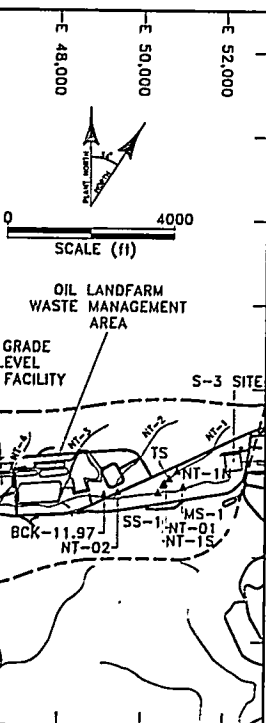 E-48,000
E-50,000
E-52,000
PLANT NORTH
NORTH
0 4000
SCALE (ft)
OIL LANDFARM
WASTE MANAGEMENT
AREA
GRADE
LEVEL
FACILITY
S-3 SITE
NT-3
NT-2
NT-1
TS
NT-1N
BCK-11.97
NT-02
SS-1
MS-1
NT-01
NT-1S